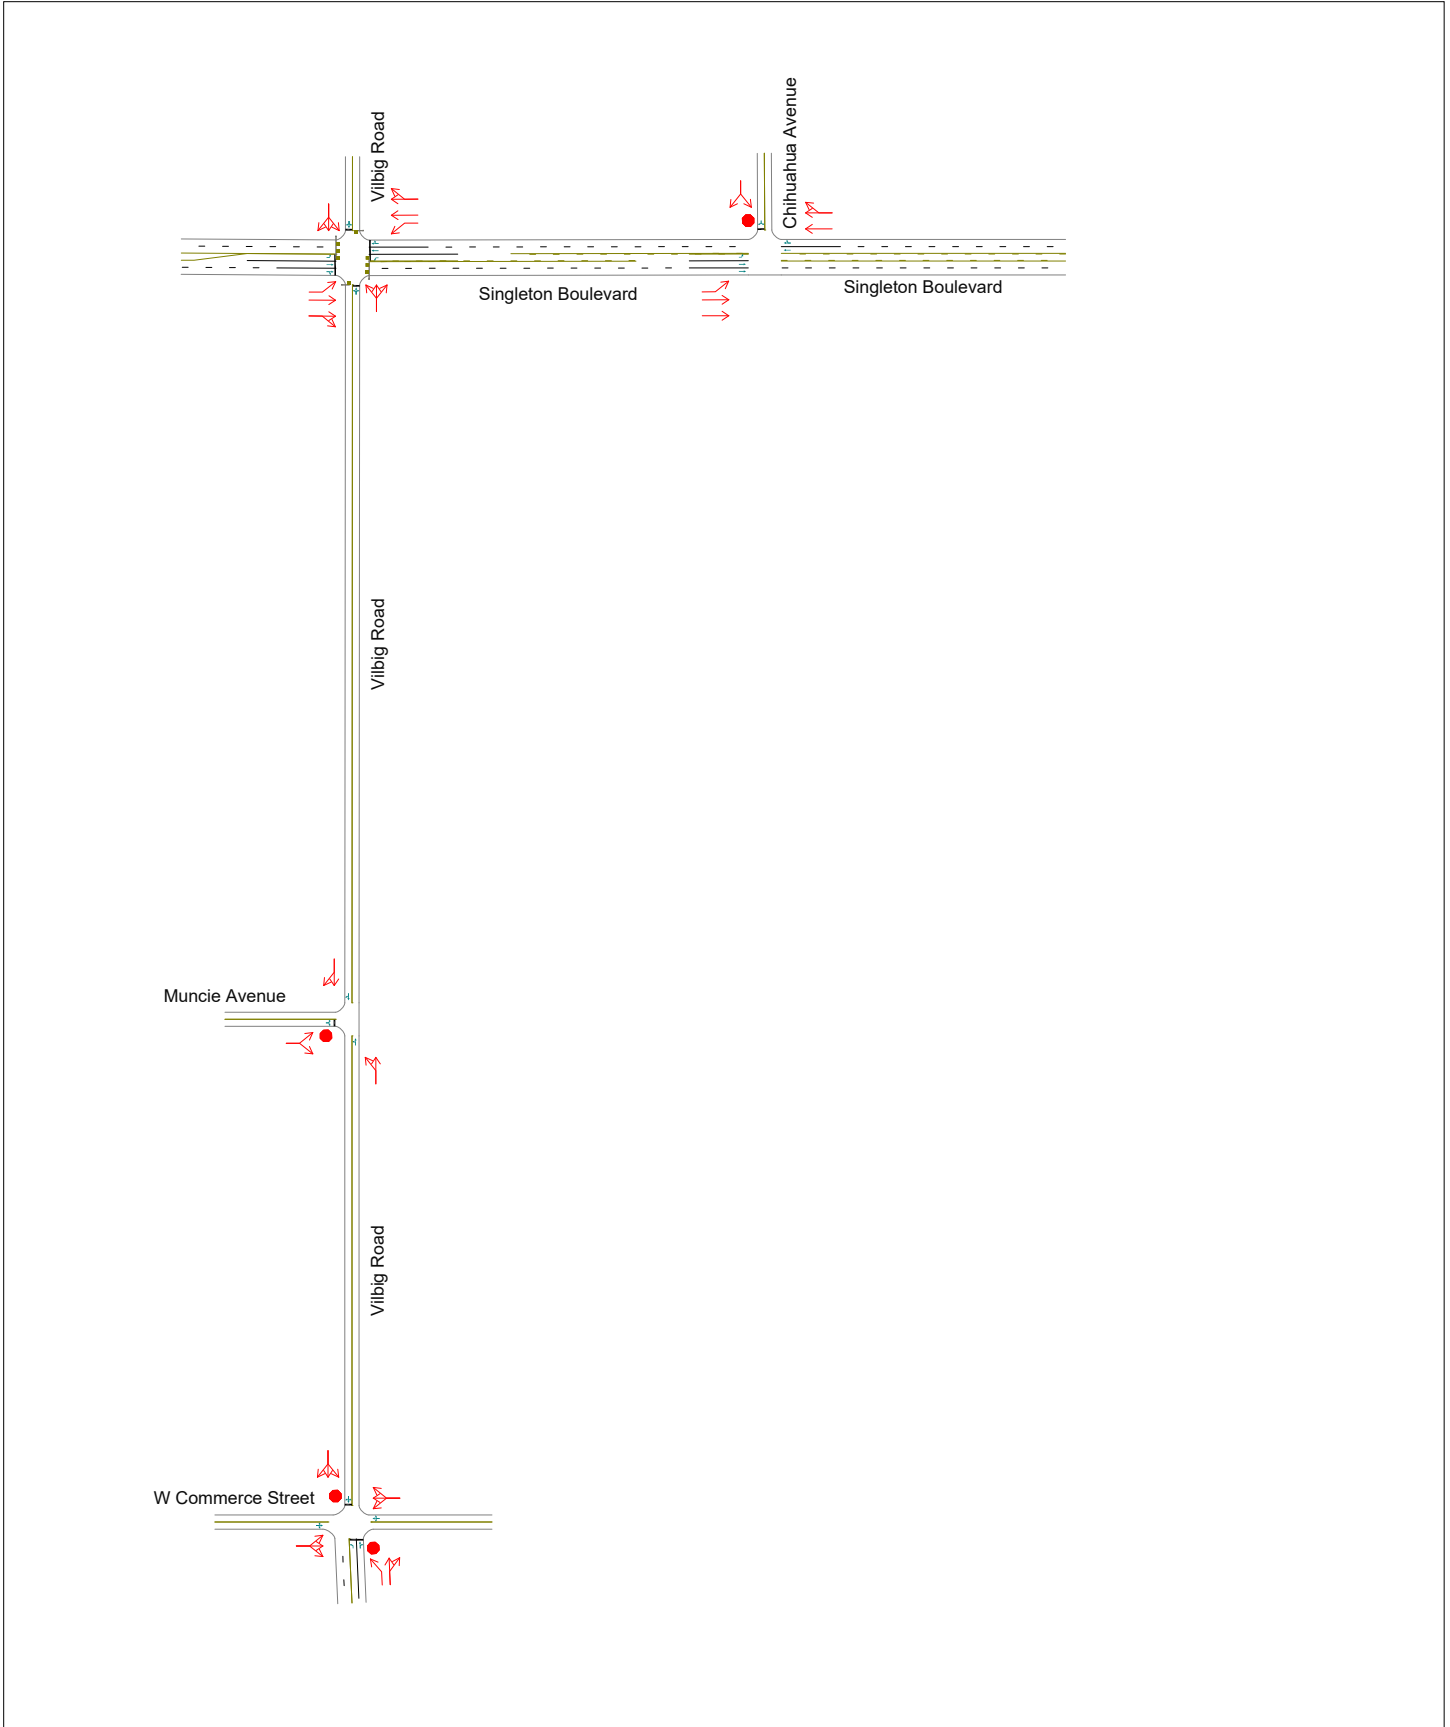 Chihuahua Avenue
Vilbig Road
Singleton Boulevard
Singleton Boulevard
Vilbig Road
Muncie Avenue
Vilbig Road
W Commerce Street